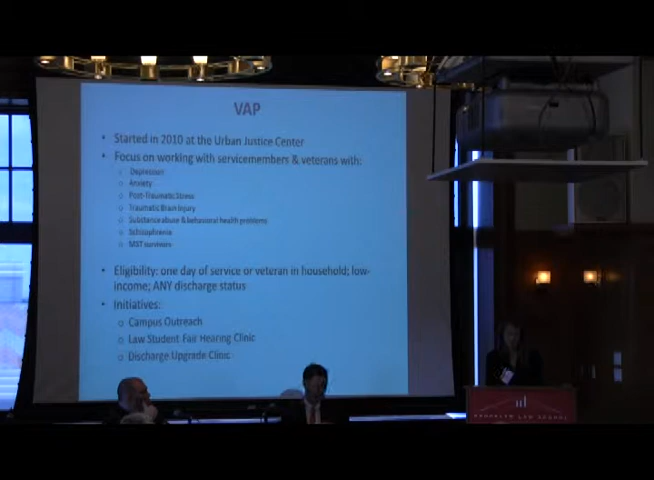 VAP
• Started in 2010 at the Urban Justice Center
• Focus on working with servicemembers & veterans with:
o Depression
o Anxiety
o Post-Traumatic Stress
o Traumatic Brain Injury
o Substance abuse & behavioral health problems
o Schizophrenia
o MST survivors
• Eligibility: one day of service or veteran in household; low-
income; ANY discharge status
• Initiatives:
o Campus Outreach
o Law Student Fair Hearing Clinic
o Discharge Upgrade Clinic
BROOKLYN LAW SCHOOL